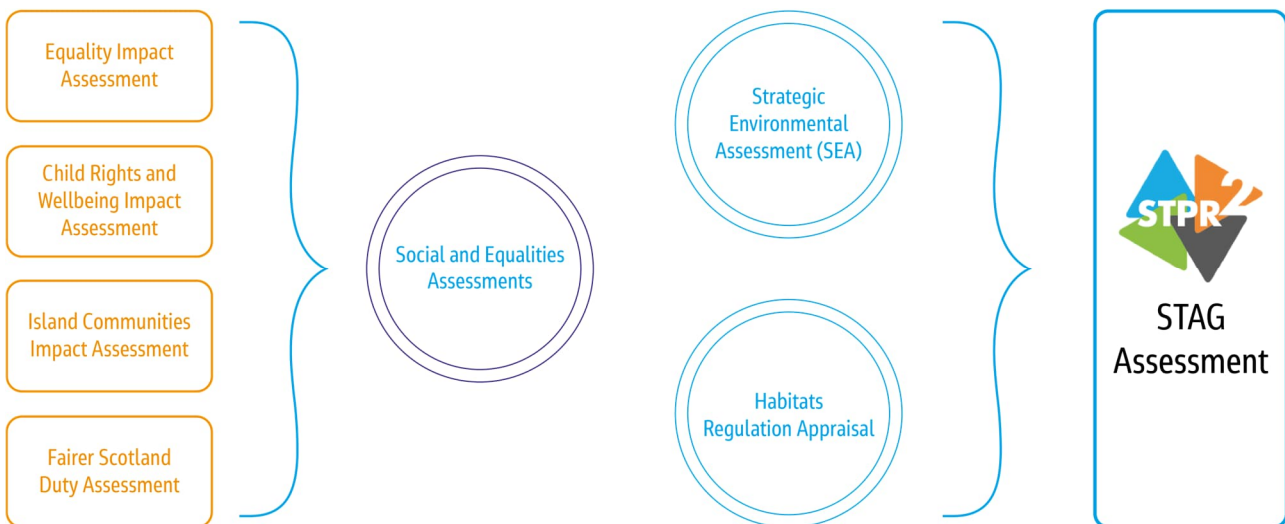 Equality Impact
Assessment
Child Rights and
Wellbeing Impact
Assessment
Island Communities
Impact Assessment
Fairer Scotland
Duty Assessment
Social and Equalities
Assessments
Strategic
Environmental
Assessment (SEA)
Habitats
Regulation Appraisal
STPR2
STAG
Assessment